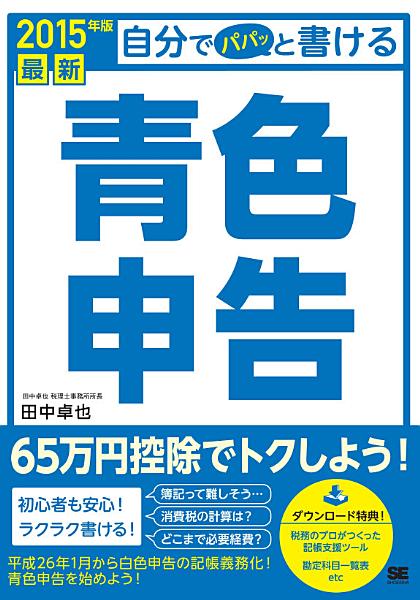 2015年版
最新
自分でパパッと書ける
青色
申告
田中卓也 税理士事務所所長
田中卓也
65万円控除でトクしよう！
初心者も安心！
ラクラク書ける！
簿記って難しそう…
消費税の計算は？
どこまで必要経費？
平成26年1月から白色申告の記帳義務化！
青色申告を始めよう！
ダウンロード特典！
税務のプロがつくった
記帳支援ツール
勘定科目一覧表
etc
SE
SHOEISHA